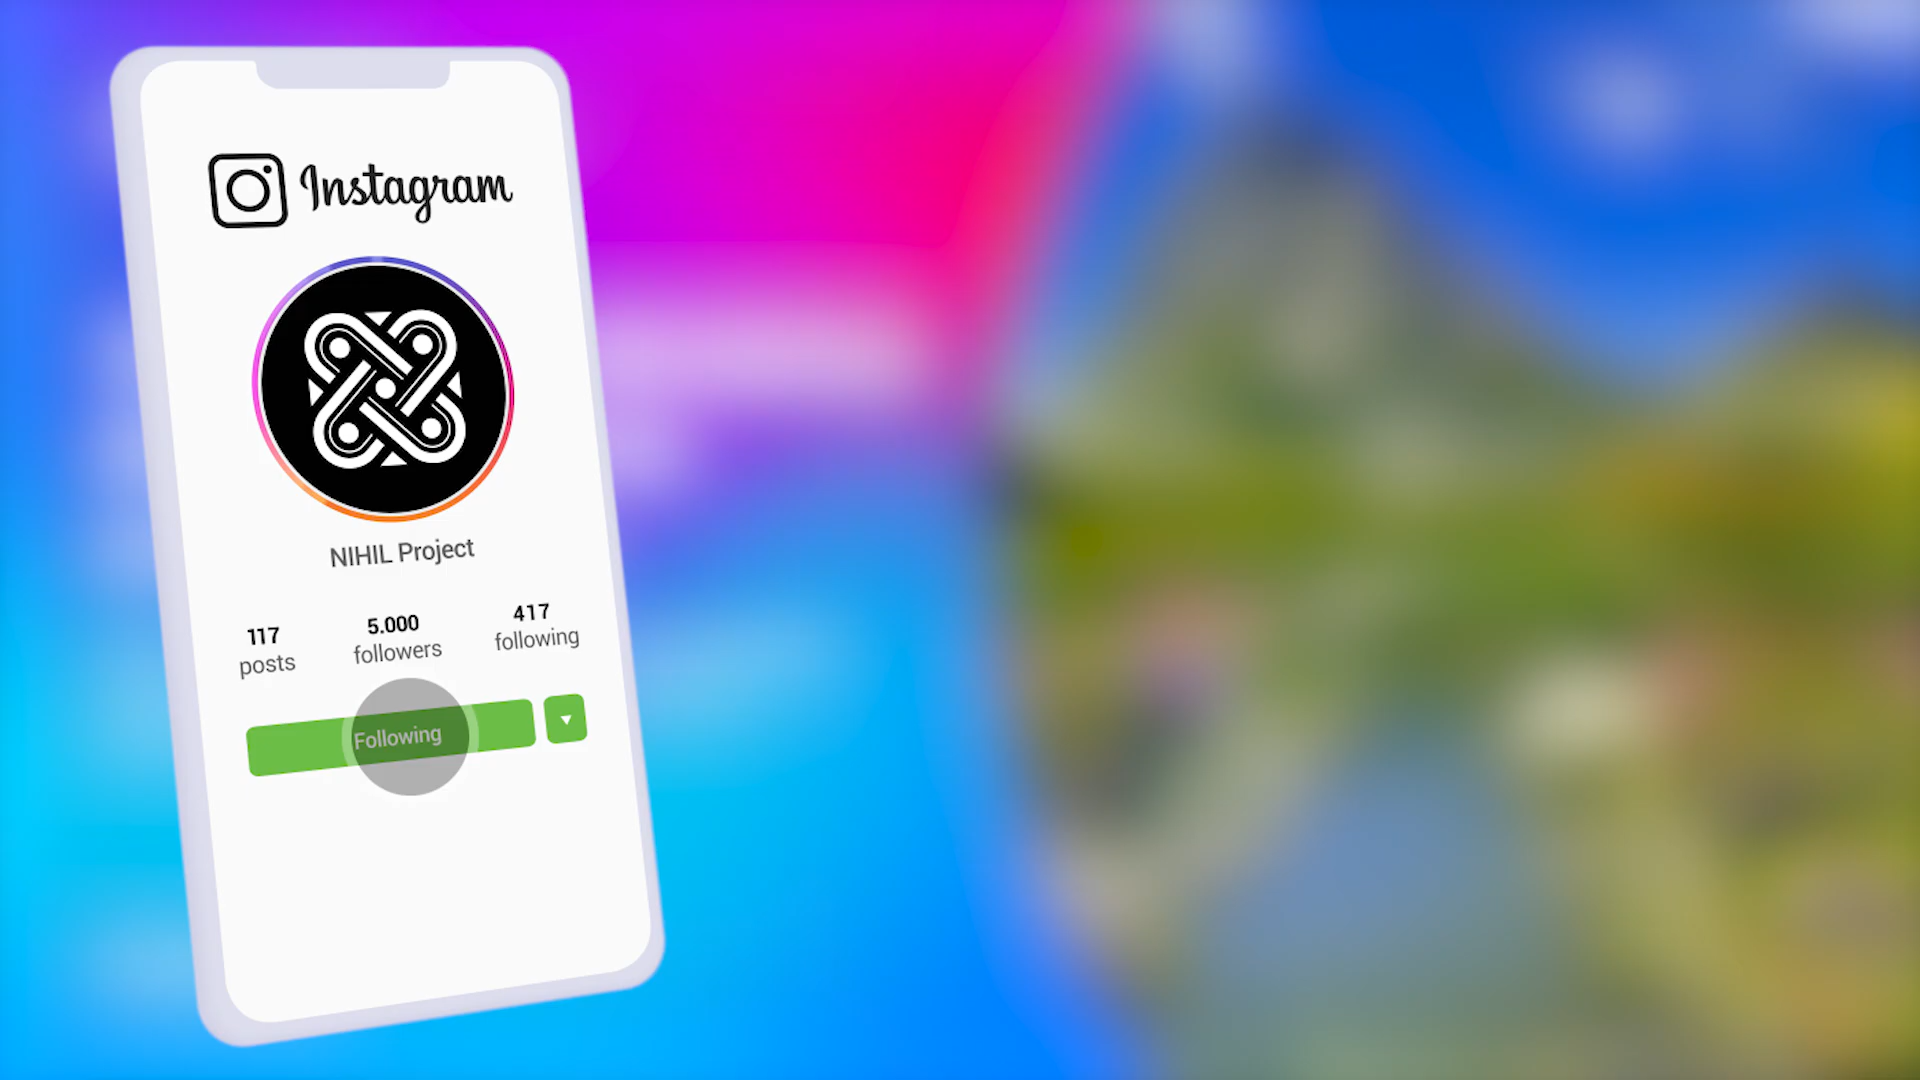 Instagram
NIHIL Project
117 5.000 417
posts followers following
Following